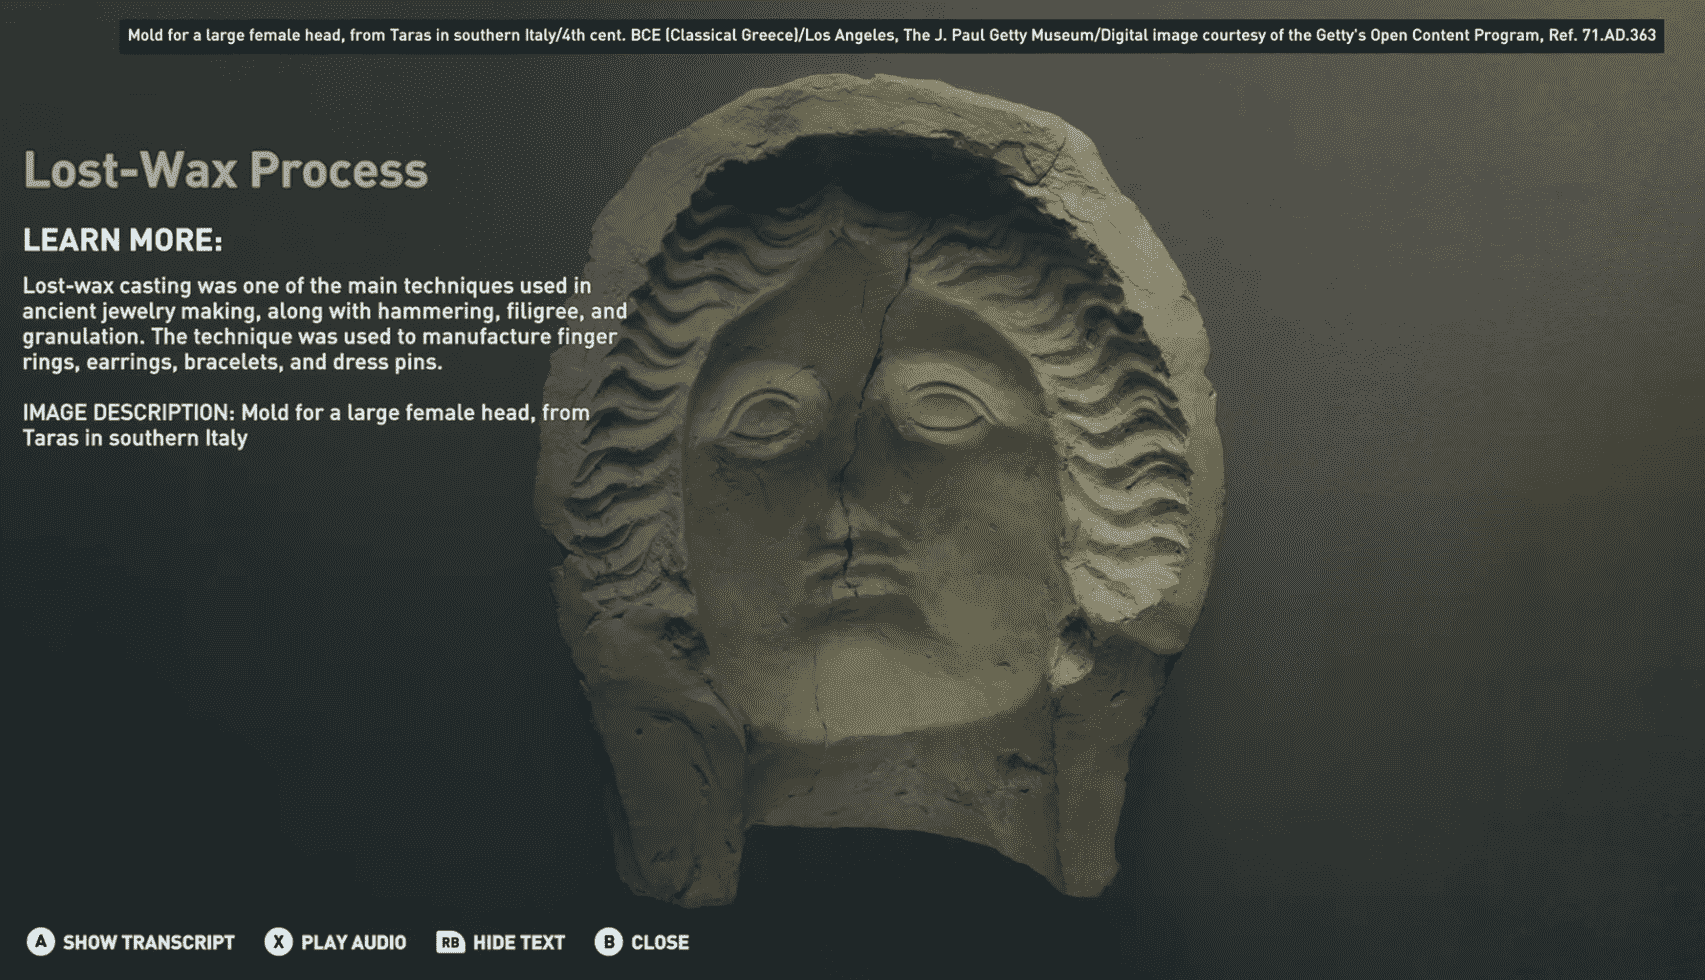 Mold for a large female head, from Taras in southern Italy/4th cent. BCE (Classical Greece)/Los Angeles, The J. Paul Getty Museum/Digital image courtesy of the Getty's Open Content Program, Ref. 71.AD.363
Lost-Wax Process
LEARN MORE:
Lost-wax casting was one of the main techniques used in
ancient jewelry making, along with hammering, filigree, and
granulation. The technique was used to manufacture finger
rings, earrings, bracelets, and dress pins.
IMAGE DESCRIPTION: Mold for a large female head, from
Taras in southern Italy
A SHOW TRANSCRIPT X PLAY AUDIO RB HIDE TEXT B CLOSE